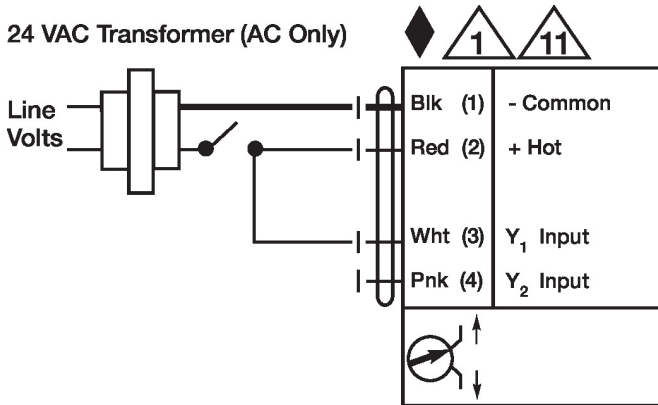 24 VAC Transformer (AC Only)
1
11
Line
Volts
Blk (1) - Common
Red (2) + Hot
Wht (3) Y1 Input
Pnk (4) Y2 Input